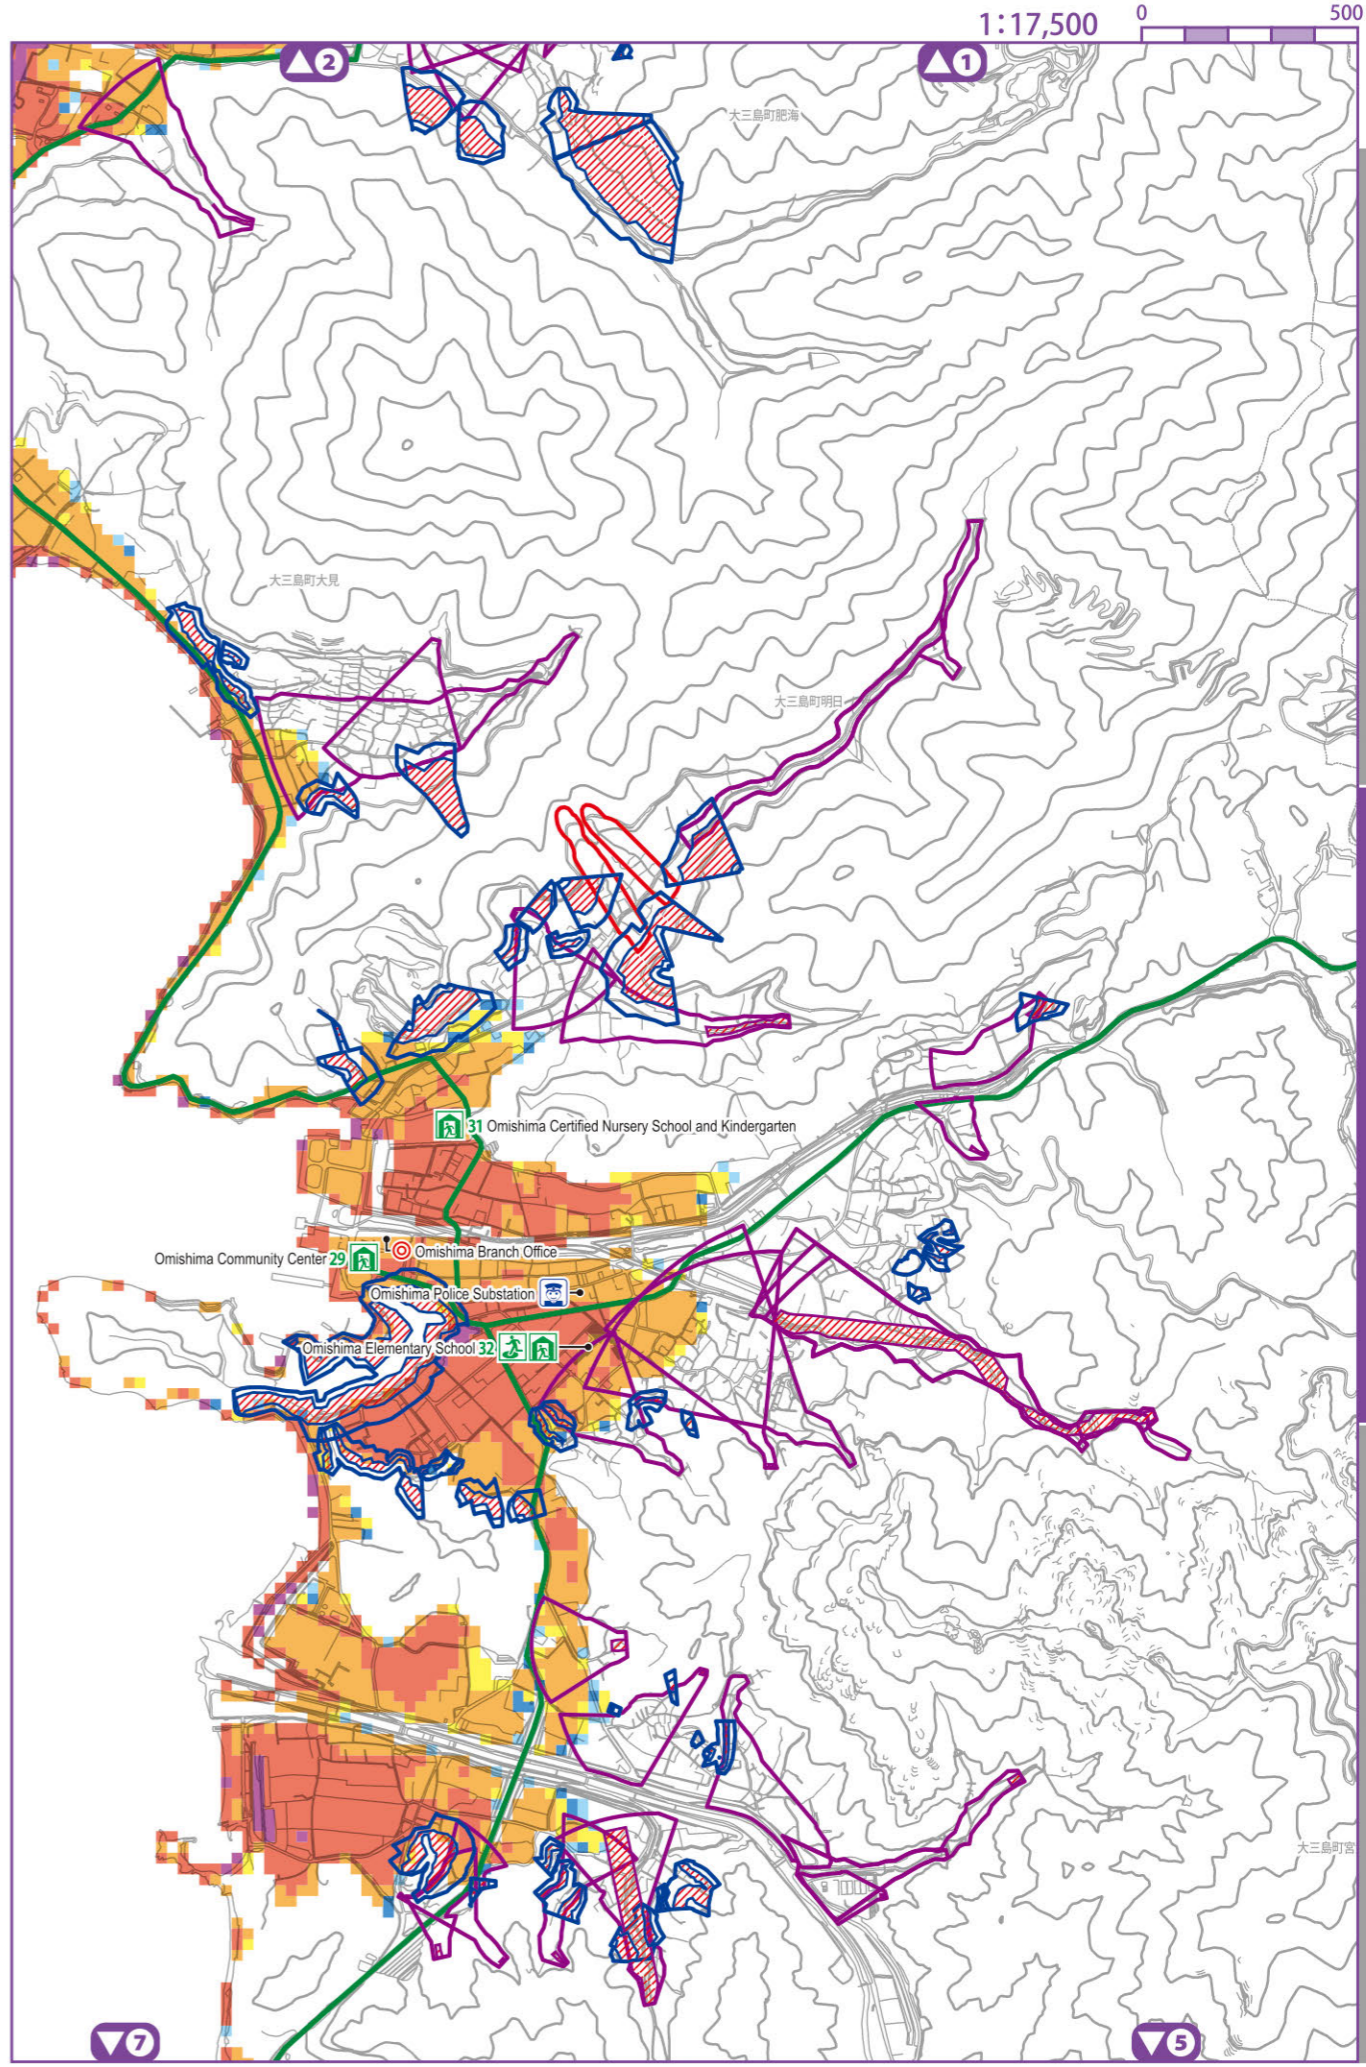 1:17,500
0
500
▲2
▲1
大三島町肥海
大三島町大見
大三島町明日
31 Omishima Certified Nursery School and Kindergarten
Omishima Community Center 29
Omishima Branch Office
Omishima Police Substation
Omishima Elementary School 32
大三島町宮
▼7
▼5